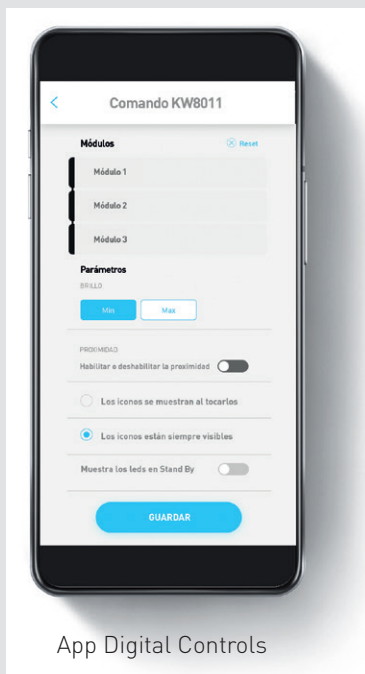 Comando KW8011
Módulos Reset
Módulo 1
Módulo 2
Módulo 3
Parámetros
BRILLO
Min Max
PROXIMIDAD
Habilitar o deshabilitar la proximidad
Los iconos se muestran al tocarlos
Los iconos están siempre visibles
Muestra los leds en Stand By
GUARDAR
App Digital Controls